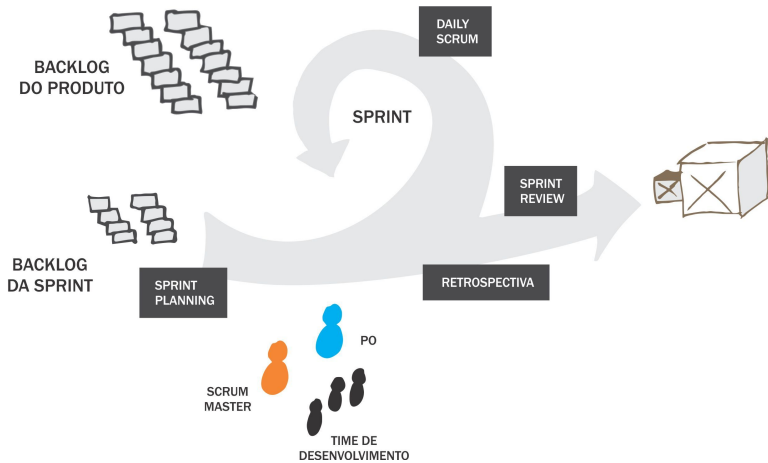 DAILY
SCRUM
BACKLOG
DO PRODUTO
SPRINT
SPRINT
REVIEW
BACKLOG
DA SPRINT
SPRINT
PLANNING
RETROSPECTIVA
PO
SCRUM
MASTER
TIME DE
DESENVOLVIMENTO